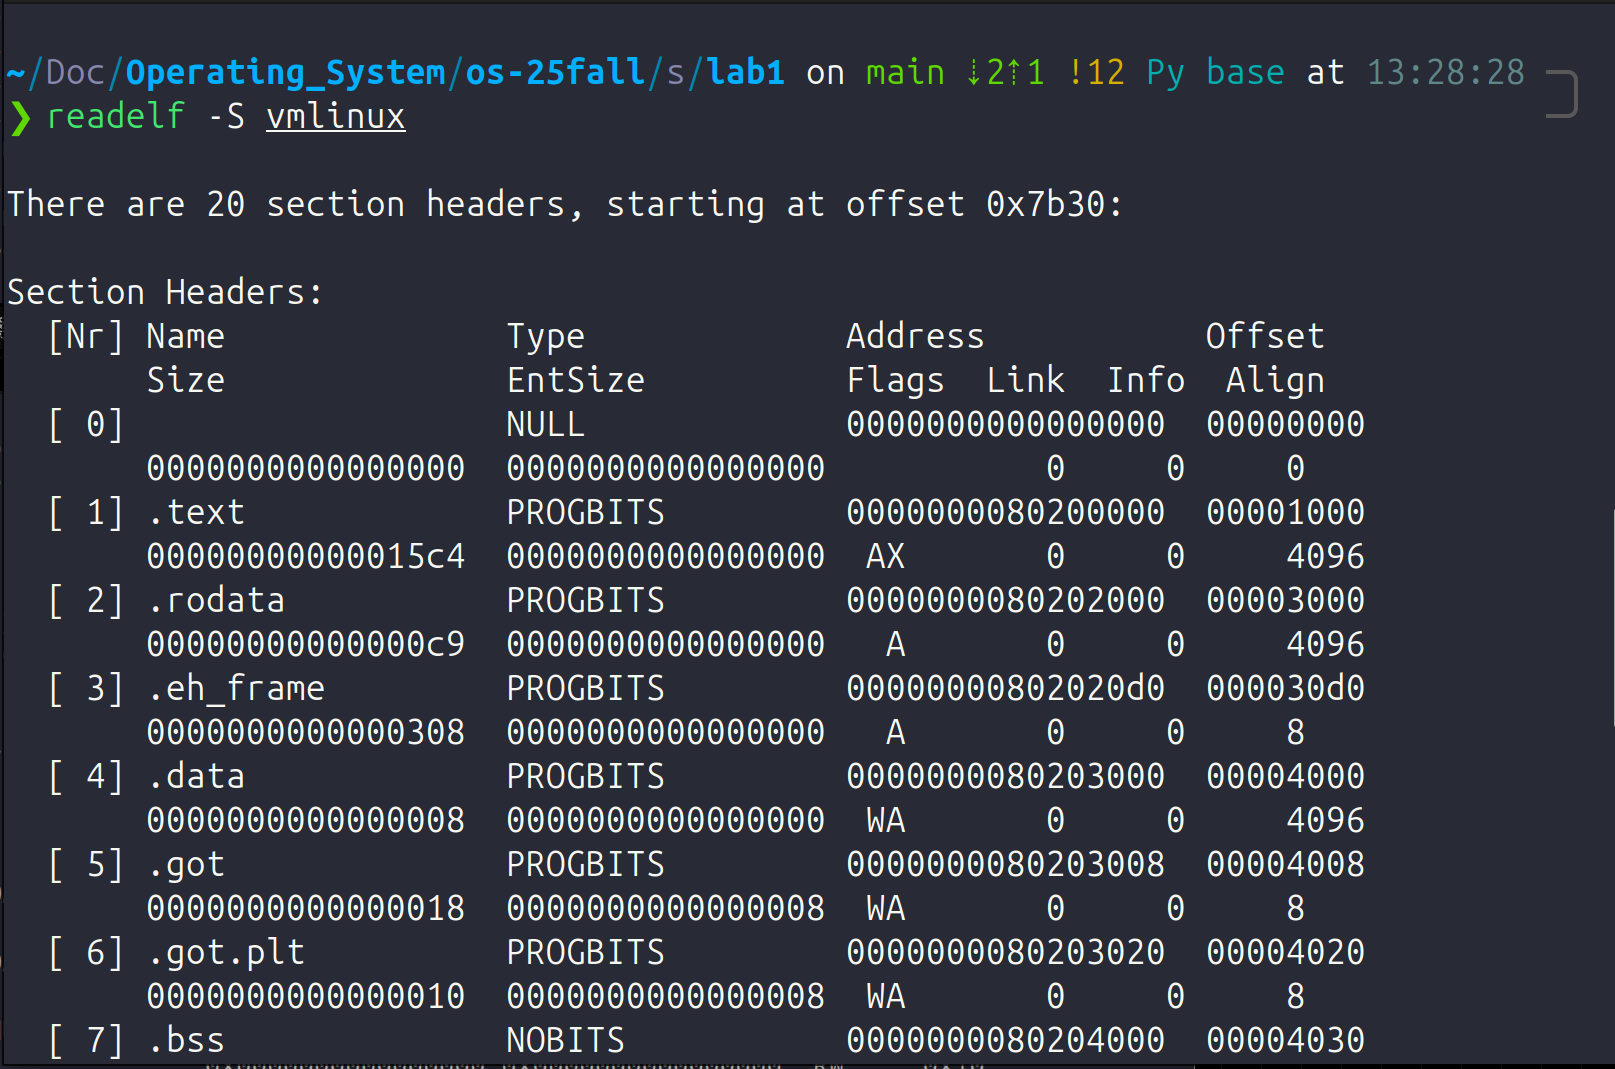 ~/Doc/Operating_System/os-25fall/s/lab1 on main ⇣2⇡1 !12 Py base at 13:28:28
❯ readelf -S vmlinux
There are 20 section headers, starting at offset 0x7b30:
Section Headers:
  [Nr] Name              Type             Address           Offset
       Size              EntSize          Flags  Link  Info  Align
  [ 0]                   NULL             0000000000000000  00000000
       0000000000000000  0000000000000000           0     0     0
  [ 1] .text             PROGBITS         0000000080200000  00001000
       00000000000015c4  0000000000000000  AX       0     0     4096
  [ 2] .rodata           PROGBITS         0000000080202000  00003000
       00000000000000c9  0000000000000000   A       0     0     4096
  [ 3] .eh_frame         PROGBITS         00000000802020d0  000030d0
       0000000000000308  0000000000000000   A       0     0     8
  [ 4] .data             PROGBITS         0000000080203000  00004000
       0000000000000008  0000000000000000  WA       0     0     4096
  [ 5] .got              PROGBITS         0000000080203008  00004008
       0000000000000018  0000000000000008  WA       0     0     8
  [ 6] .got.plt          PROGBITS         0000000080203020  00004020
       0000000000000010  0000000000000008  WA       0     0     8
  [ 7] .bss              NOBITS           0000000080204000  00004030